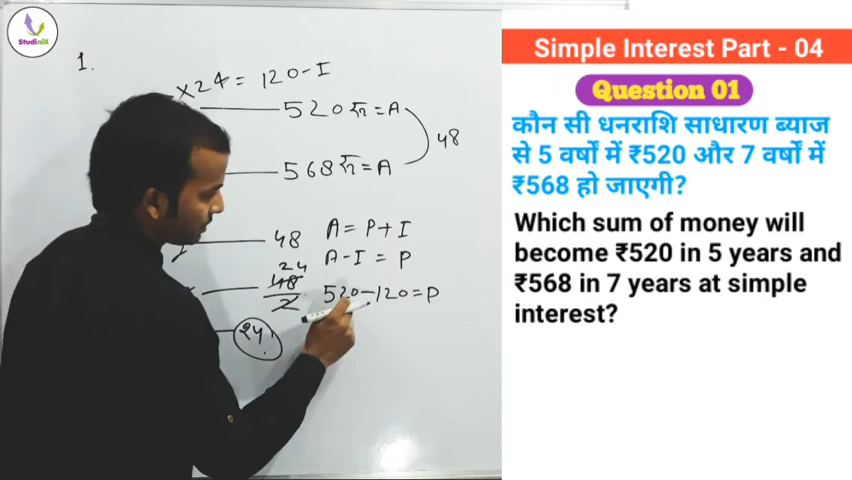 StudiniX
1.
×24 = 120-I
520 रु = A
48
568 रु = A
48
A = P + I
24
A - I = P
48
2
520-120=P
24
Simple Interest Part - 04
Question 01
कौन सी धनराशि साधारण ब्याज
से 5 वर्षों में ₹520 और 7 वर्षों में
₹568 हो जाएगी?
Which sum of money will
become ₹520 in 5 years and
₹568 in 7 years at simple
interest?